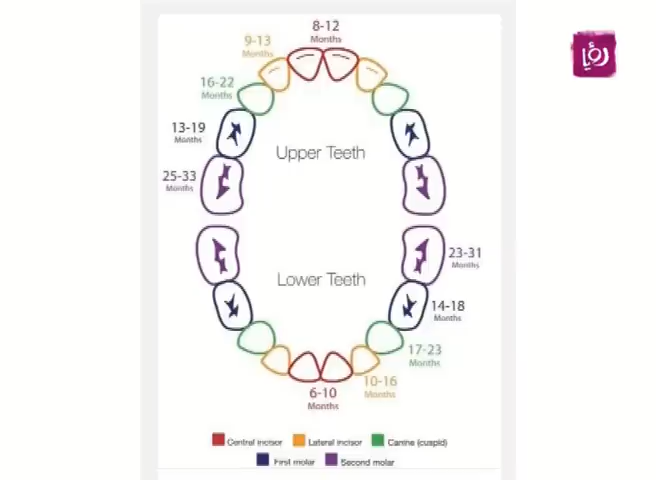 8-12
Months
9-13
Months
16-22
Months
13-19
Months
25-33
Months
Upper Teeth
Lower Teeth
23-31
Months
14-18
Months
17-23
Months
10-16
Months
6-10
Months
Central incisor
Lateral incisor
Canine (cuspid)
First molar
Second molar
رؤيا